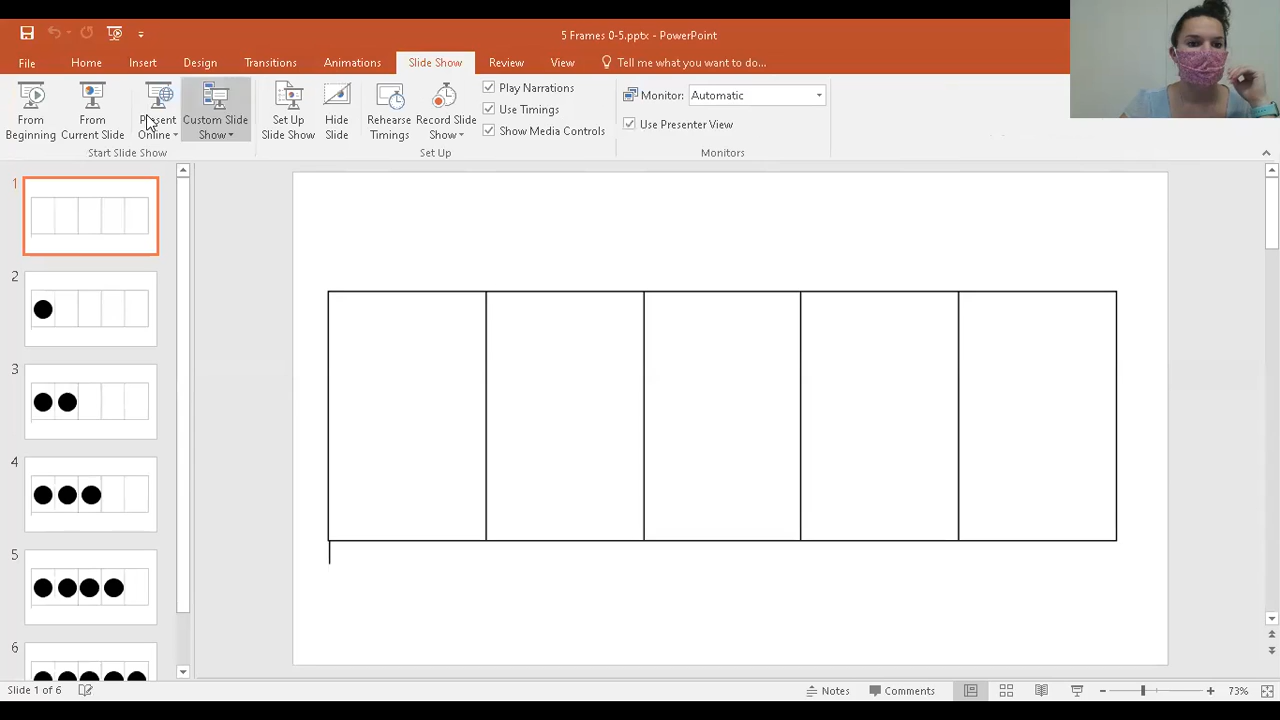 5 Frames 0-5.pptx - PowerPoint
File Home Insert Design Transitions Animations Slide Show Review View Tell me what you want to do...
From Beginning
From Current Slide
Present Online
Custom Slide Show
Start Slide Show
Set Up Slide Show
Hide Slide
Rehearse Timings
Record Slide Show
Play Narrations
Use Timings
Show Media Controls
Set Up
Monitor: Automatic
Use Presenter View
Monitors
1
2
3
4
5
6
Slide 1 of 6
Notes Comments 73%